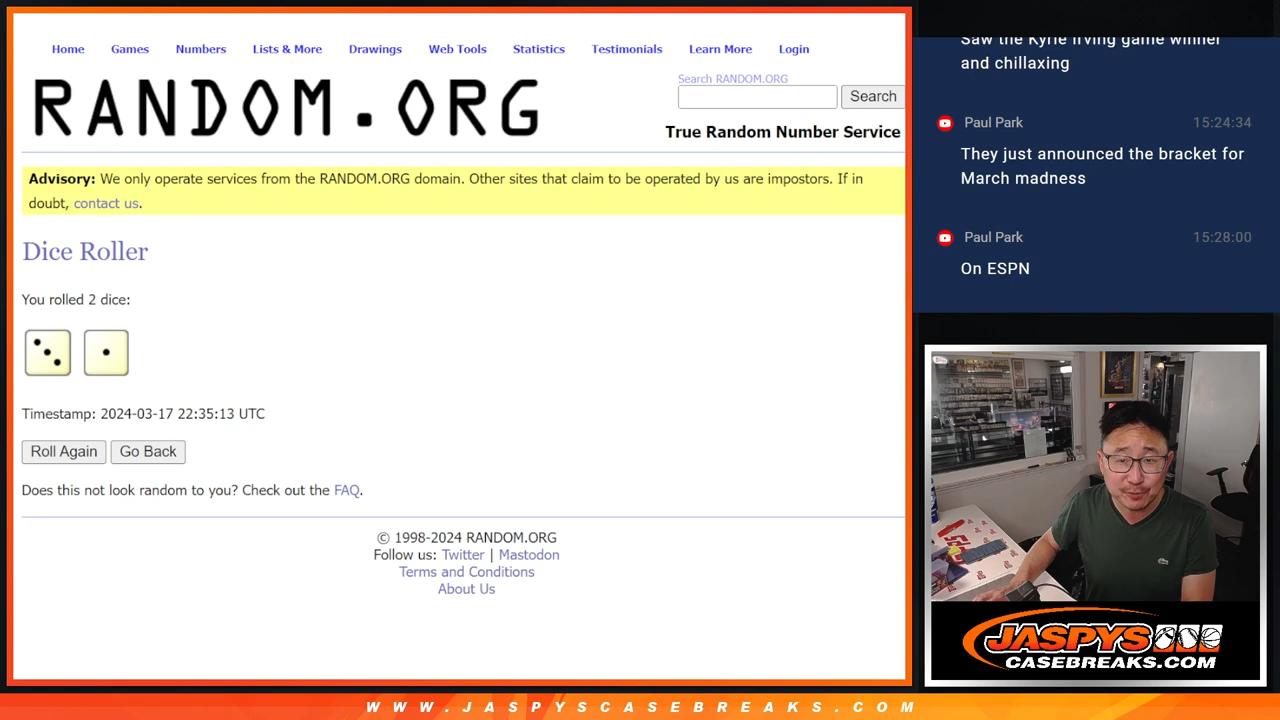 Home Games Numbers Lists & More Drawings Web Tools Statistics Testimonials Learn More Login
RANDOM.ORG
Search RANDOM.ORG
Search
True Random Number Service
Advisory: We only operate services from the RANDOM.ORG domain. Other sites that claim to be operated by us are impostors. If in
doubt, contact us.
Dice Roller
You rolled 2 dice:
Timestamp: 2024-03-17 22:35:13 UTC
Roll Again Go Back
Does this not look random to you? Check out the FAQ.
© 1998-2024 RANDOM.ORG
Follow us: Twitter | Mastodon
Terms and Conditions
About Us
Saw the Kyrie Irving game winner
and chillaxing
Paul Park 15:24:34
They just announced the bracket for
March madness
Paul Park 15:28:00
On ESPN
JASPYS
CASEBREAKS.COM
WWW.JASPYSCASEBREAKS.COM